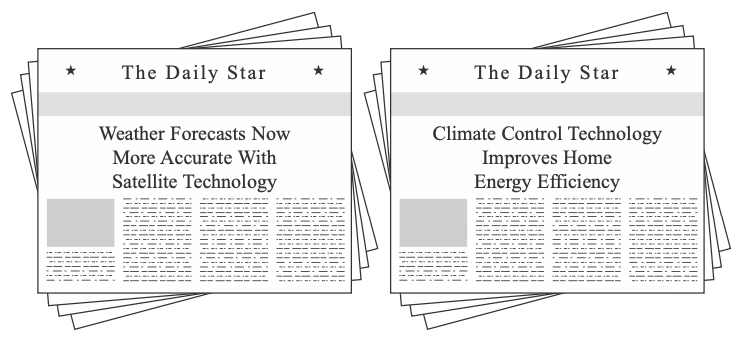 ★ The Daily Star ★
Weather Forecasts Now
More Accurate With
Satellite Technology
★ The Daily Star ★
Climate Control Technology
Improves Home
Energy Efficiency